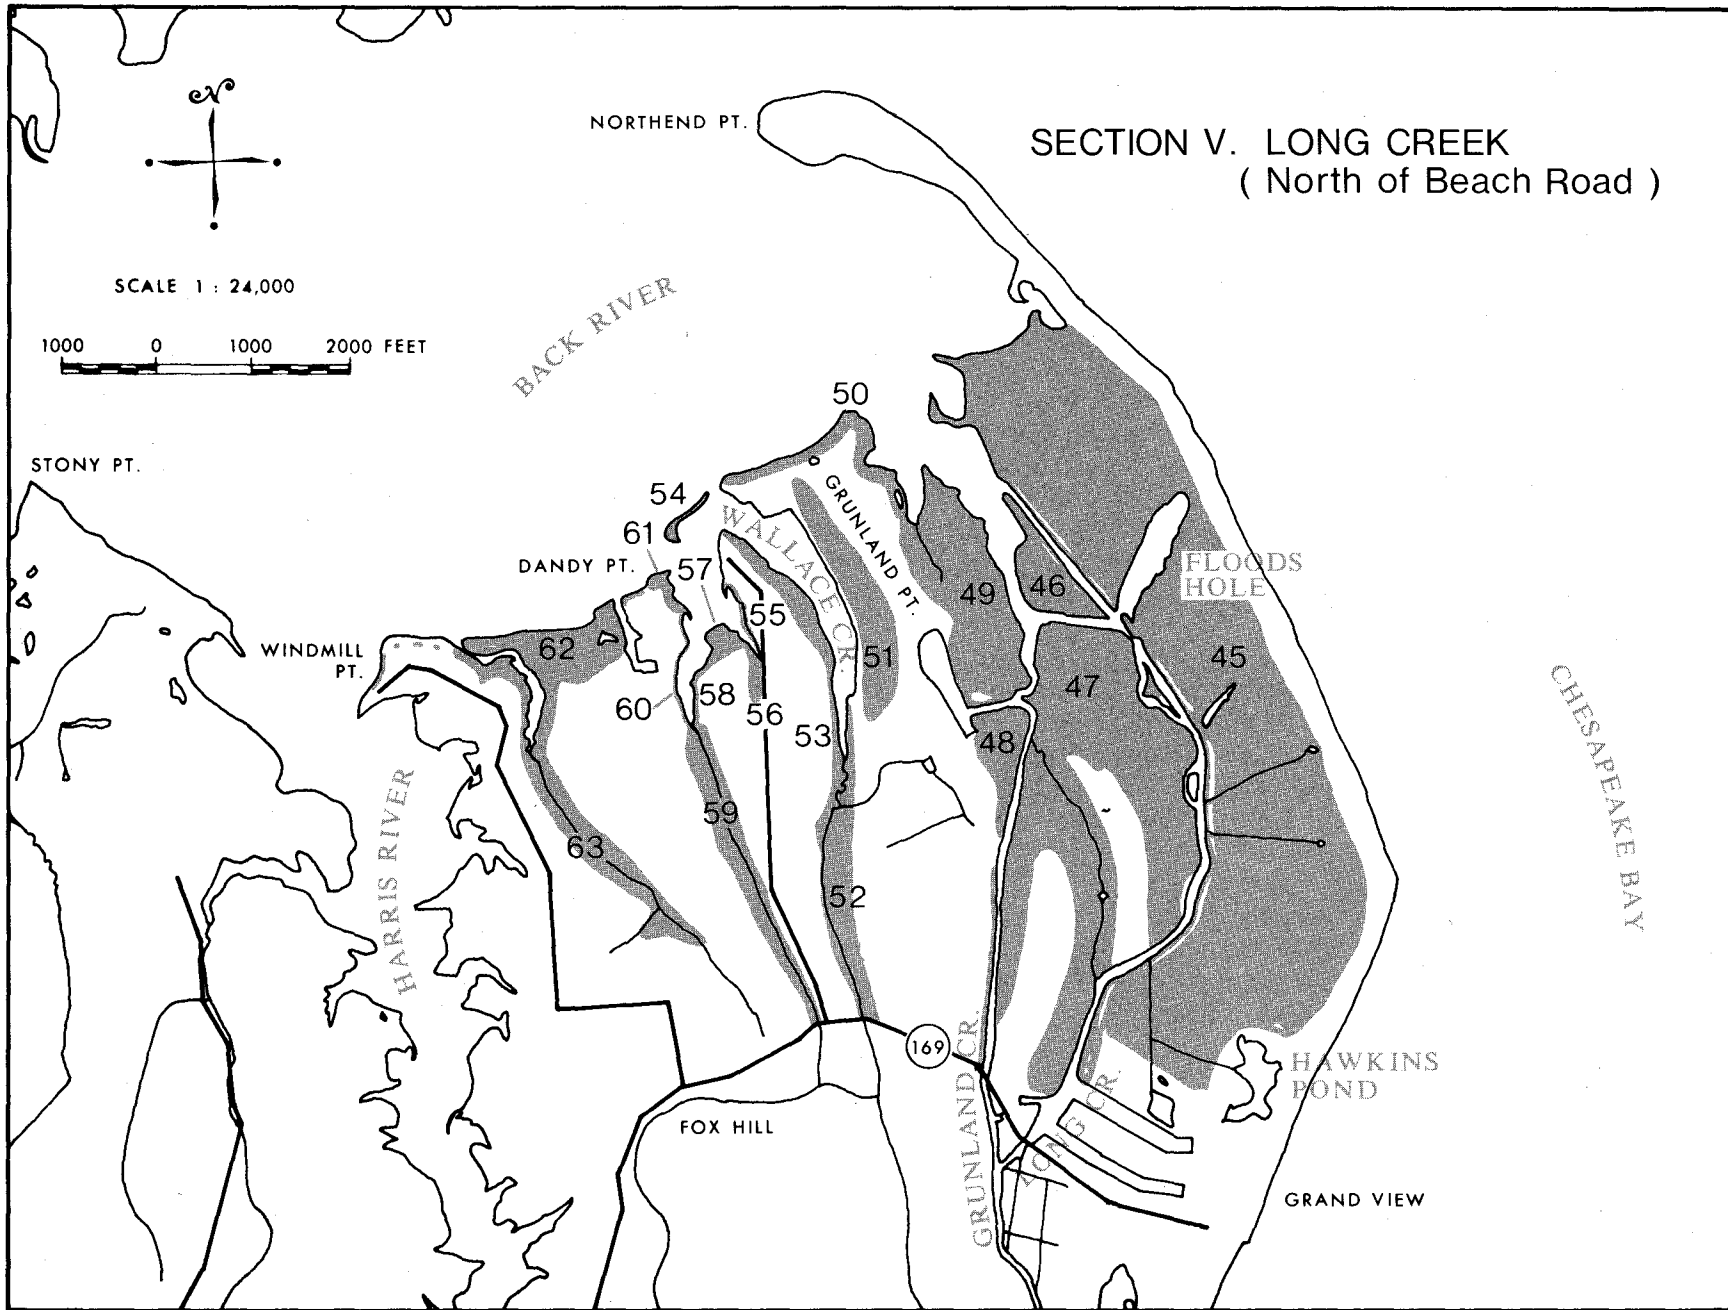 N
NORTHEND PT.
SECTION V. LONG CREEK
( North of Beach Road )
SCALE 1 : 24,000
1000 0 1000 2000 FEET
BACK RIVER
50
STONY PT.
54
GRUNLAND PT.
WALLACE CR.
61
DANDY PT.
57
FLOODS
HOLE
49
46
55
62
WINDMILL
PT.
51
45
47
58
60
56
53
48
CHESAPEAKE BAY
HARRIS RIVER
59
63
52
169
GRUNLAND CR.
HAWKINS
POND
LONG CR.
FOX HILL
GRAND VIEW